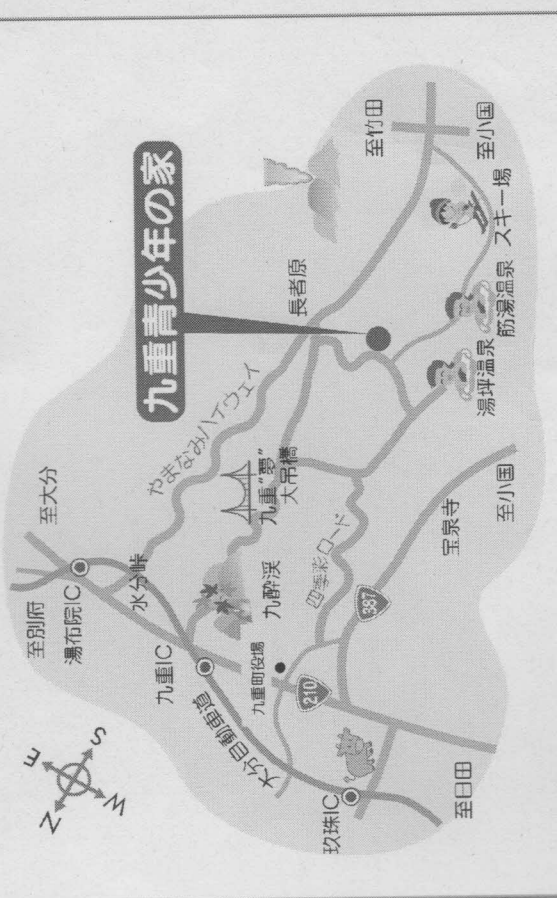 九重青少年の家
至大分
至別府
湯布院IC
水分峠
やまなみハイウェイ
長者原
至竹田
至小国
スキー場
筋湯温泉
湯坪温泉
九重“夢”
大吊橋
九酔渓
四季彩ロード
九重IC
九重町役場
大分自動車道
210
387
宝泉寺
至小国
玖珠IC
至日田
N
E
S
W